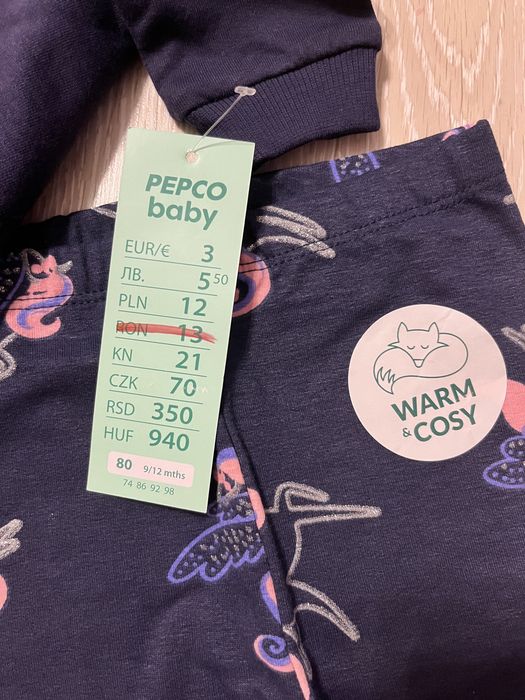 PEPCO
baby
EUR/€ 3
ЛВ. 5 50
PLN 12
RON 13
KN 21
CZK 70
RSD 350
HUF 940
80 9/12 mths
74 86 92 98
WARM
& COSY